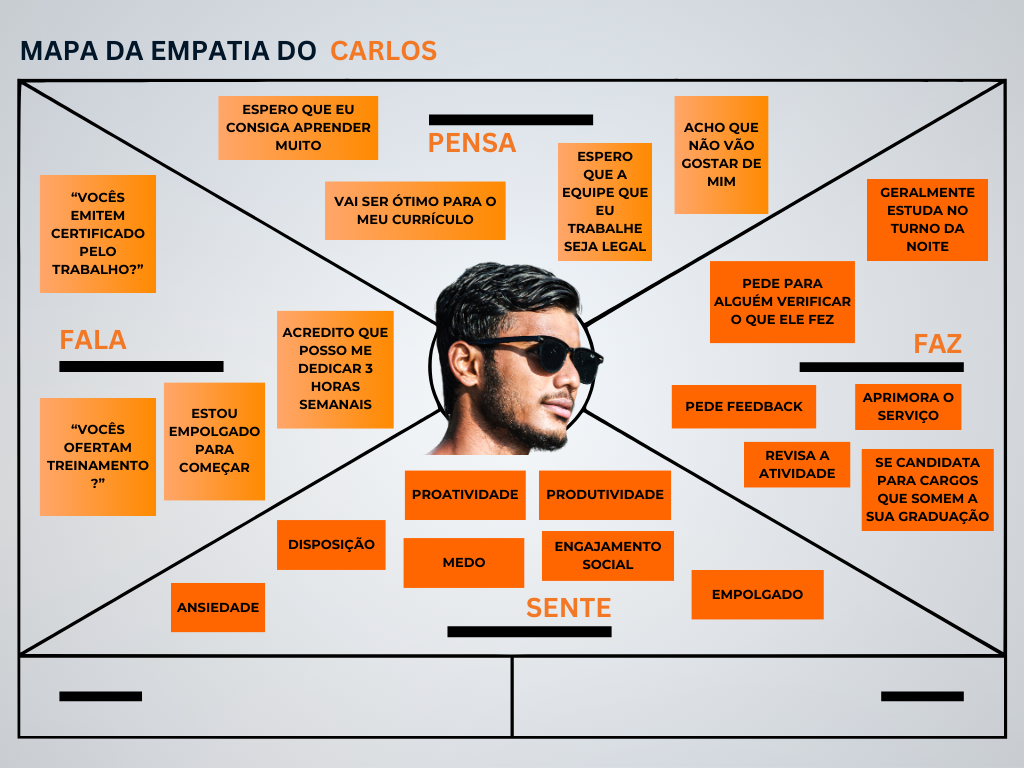 MAPA DA EMPATIA DO CARLOS
PENSA
ESPERO QUE EU
CONSIGA APRENDER
MUITO
VAI SER ÓTIMO PARA O
MEU CURRÍCULO
ESPERO
QUE A
EQUIPE QUE
EU
TRABALHE
SEJA LEGAL
ACHO QUE
NÃO VÃO
GOSTAR DE
MIM
“VOCÊS
EMITEM
CERTIFICADO
PELO
TRABALHO?”
FALA
ACREDITO QUE
POSSO ME
DEDICAR 3
HORAS
SEMANAIS
“VOCÊS
OFERTAM
TREINAMENTO
?”
ESTOU
EMPOLGADO
PARA
COMEÇAR
GERALMENTE
ESTUDA NO
TURNO DA
NOITE
PEDE PARA
ALGUÉM VERIFICAR
O QUE ELE FEZ
FAZ
PEDE FEEDBACK
APRIMORA O
SERVIÇO
REVISA A
ATIVIDADE
SE CANDIDATA
PARA CARGOS
QUE SOMEM A
SUA GRADUAÇÃO
PROATIVIDADE
PRODUTIVIDADE
DISPOSIÇÃO
MEDO
ENGAJAMENTO
SOCIAL
ANSIEDADE
EMPOLGADO
SENTE